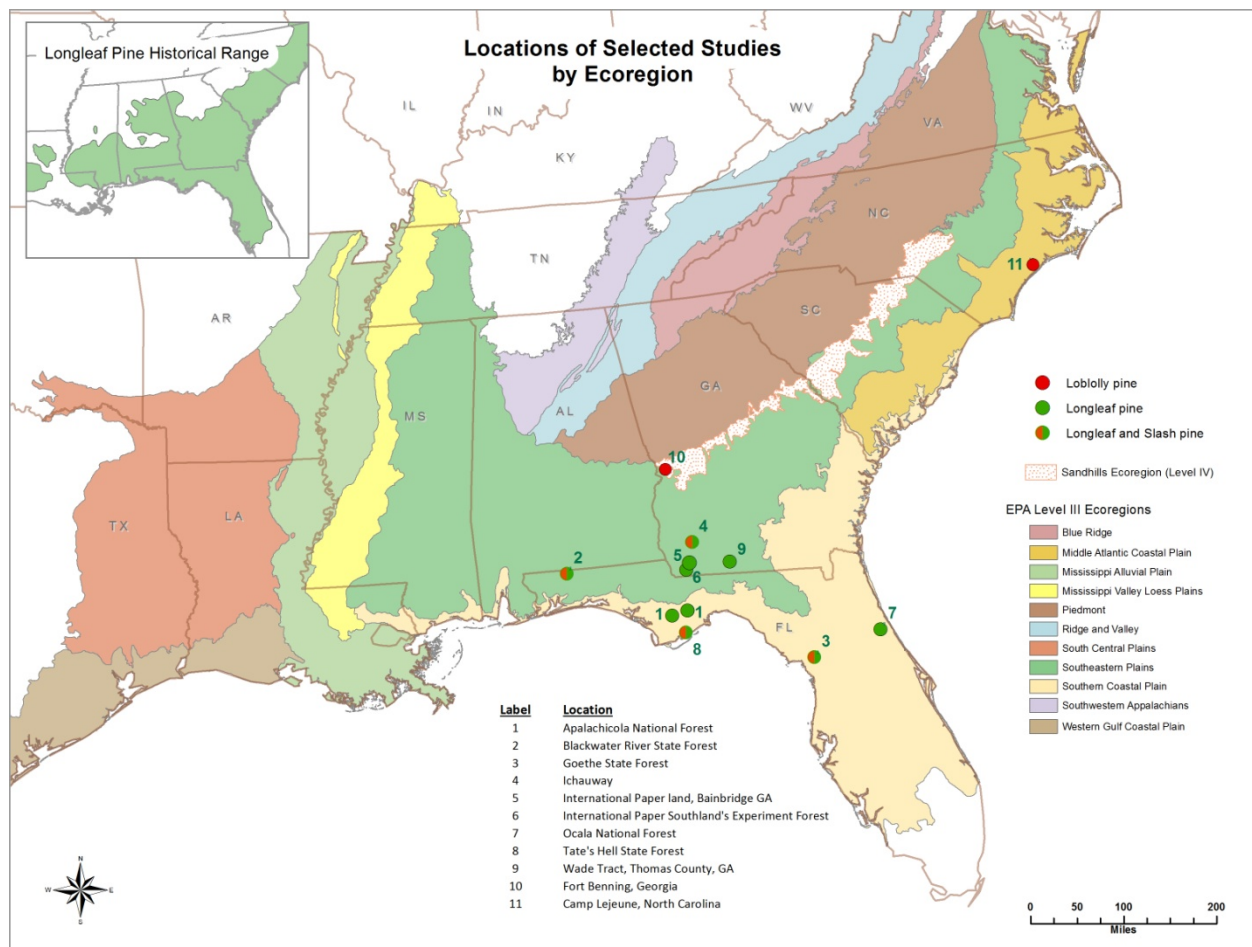 Longleaf Pine Historical Range
Locations of Selected Studies
by Ecoregion
IL
IN
WV
KY
VA
NC
TN
AR
SC
GA
AL
MS
TX
LA
FL
11
10
4
5
9
6
2
1
1
8
7
3
Loblolly pine
Longleaf pine
Longleaf and Slash pine
Sandhills Ecoregion (Level IV)
EPA Level III Ecoregions
Blue Ridge
Middle Atlantic Coastal Plain
Mississippi Alluvial Plain
Mississippi Valley Loess Plains
Piedmont
Ridge and Valley
South Central Plains
Southeastern Plains
Southern Coastal Plain
Southwestern Appalachians
Western Gulf Coastal Plain
Label Location
1 Apalachicola National Forest
2 Blackwater River State Forest
3 Goethe State Forest
4 Ichauway
5 International Paper land, Bainbridge GA
6 International Paper Southland's Experiment Forest
7 Ocala National Forest
8 Tate's Hell State Forest
9 Wade Tract, Thomas County, GA
10 Fort Benning, Georgia
11 Camp Lejeune, North Carolina
N
W E
S
0 50 100 200
Miles